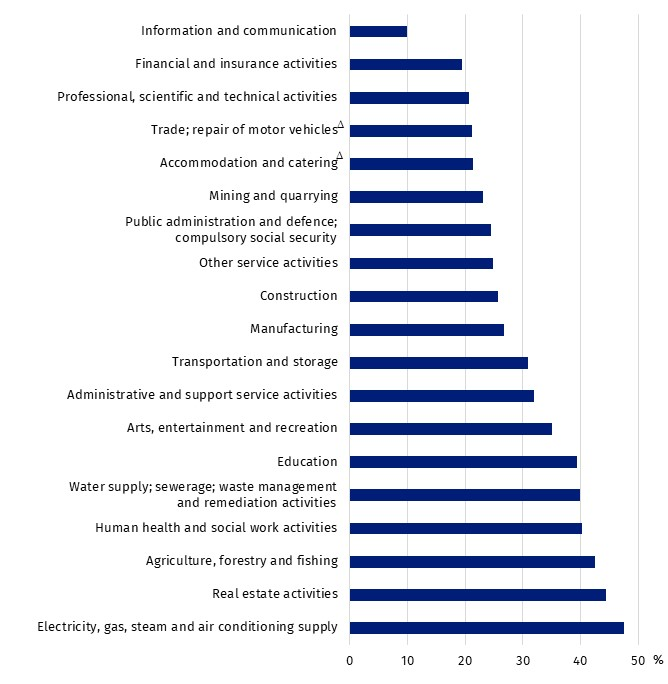 Information and communication
Financial and insurance activities
Professional, scientific and technical activities
Trade; repair of motor vehiclesΔ
Accommodation and cateringΔ
Mining and quarrying
Public administration and defence;
compulsory social security
Other service activities
Construction
Manufacturing
Transportation and storage
Administrative and support service activities
Arts, entertainment and recreation
Education
Water supply; sewerage; waste management
and remediation activities
Human health and social work activities
Agriculture, forestry and fishing
Real estate activities
Electricity, gas, steam and air conditioning supply
0 10 20 30 40 50 %